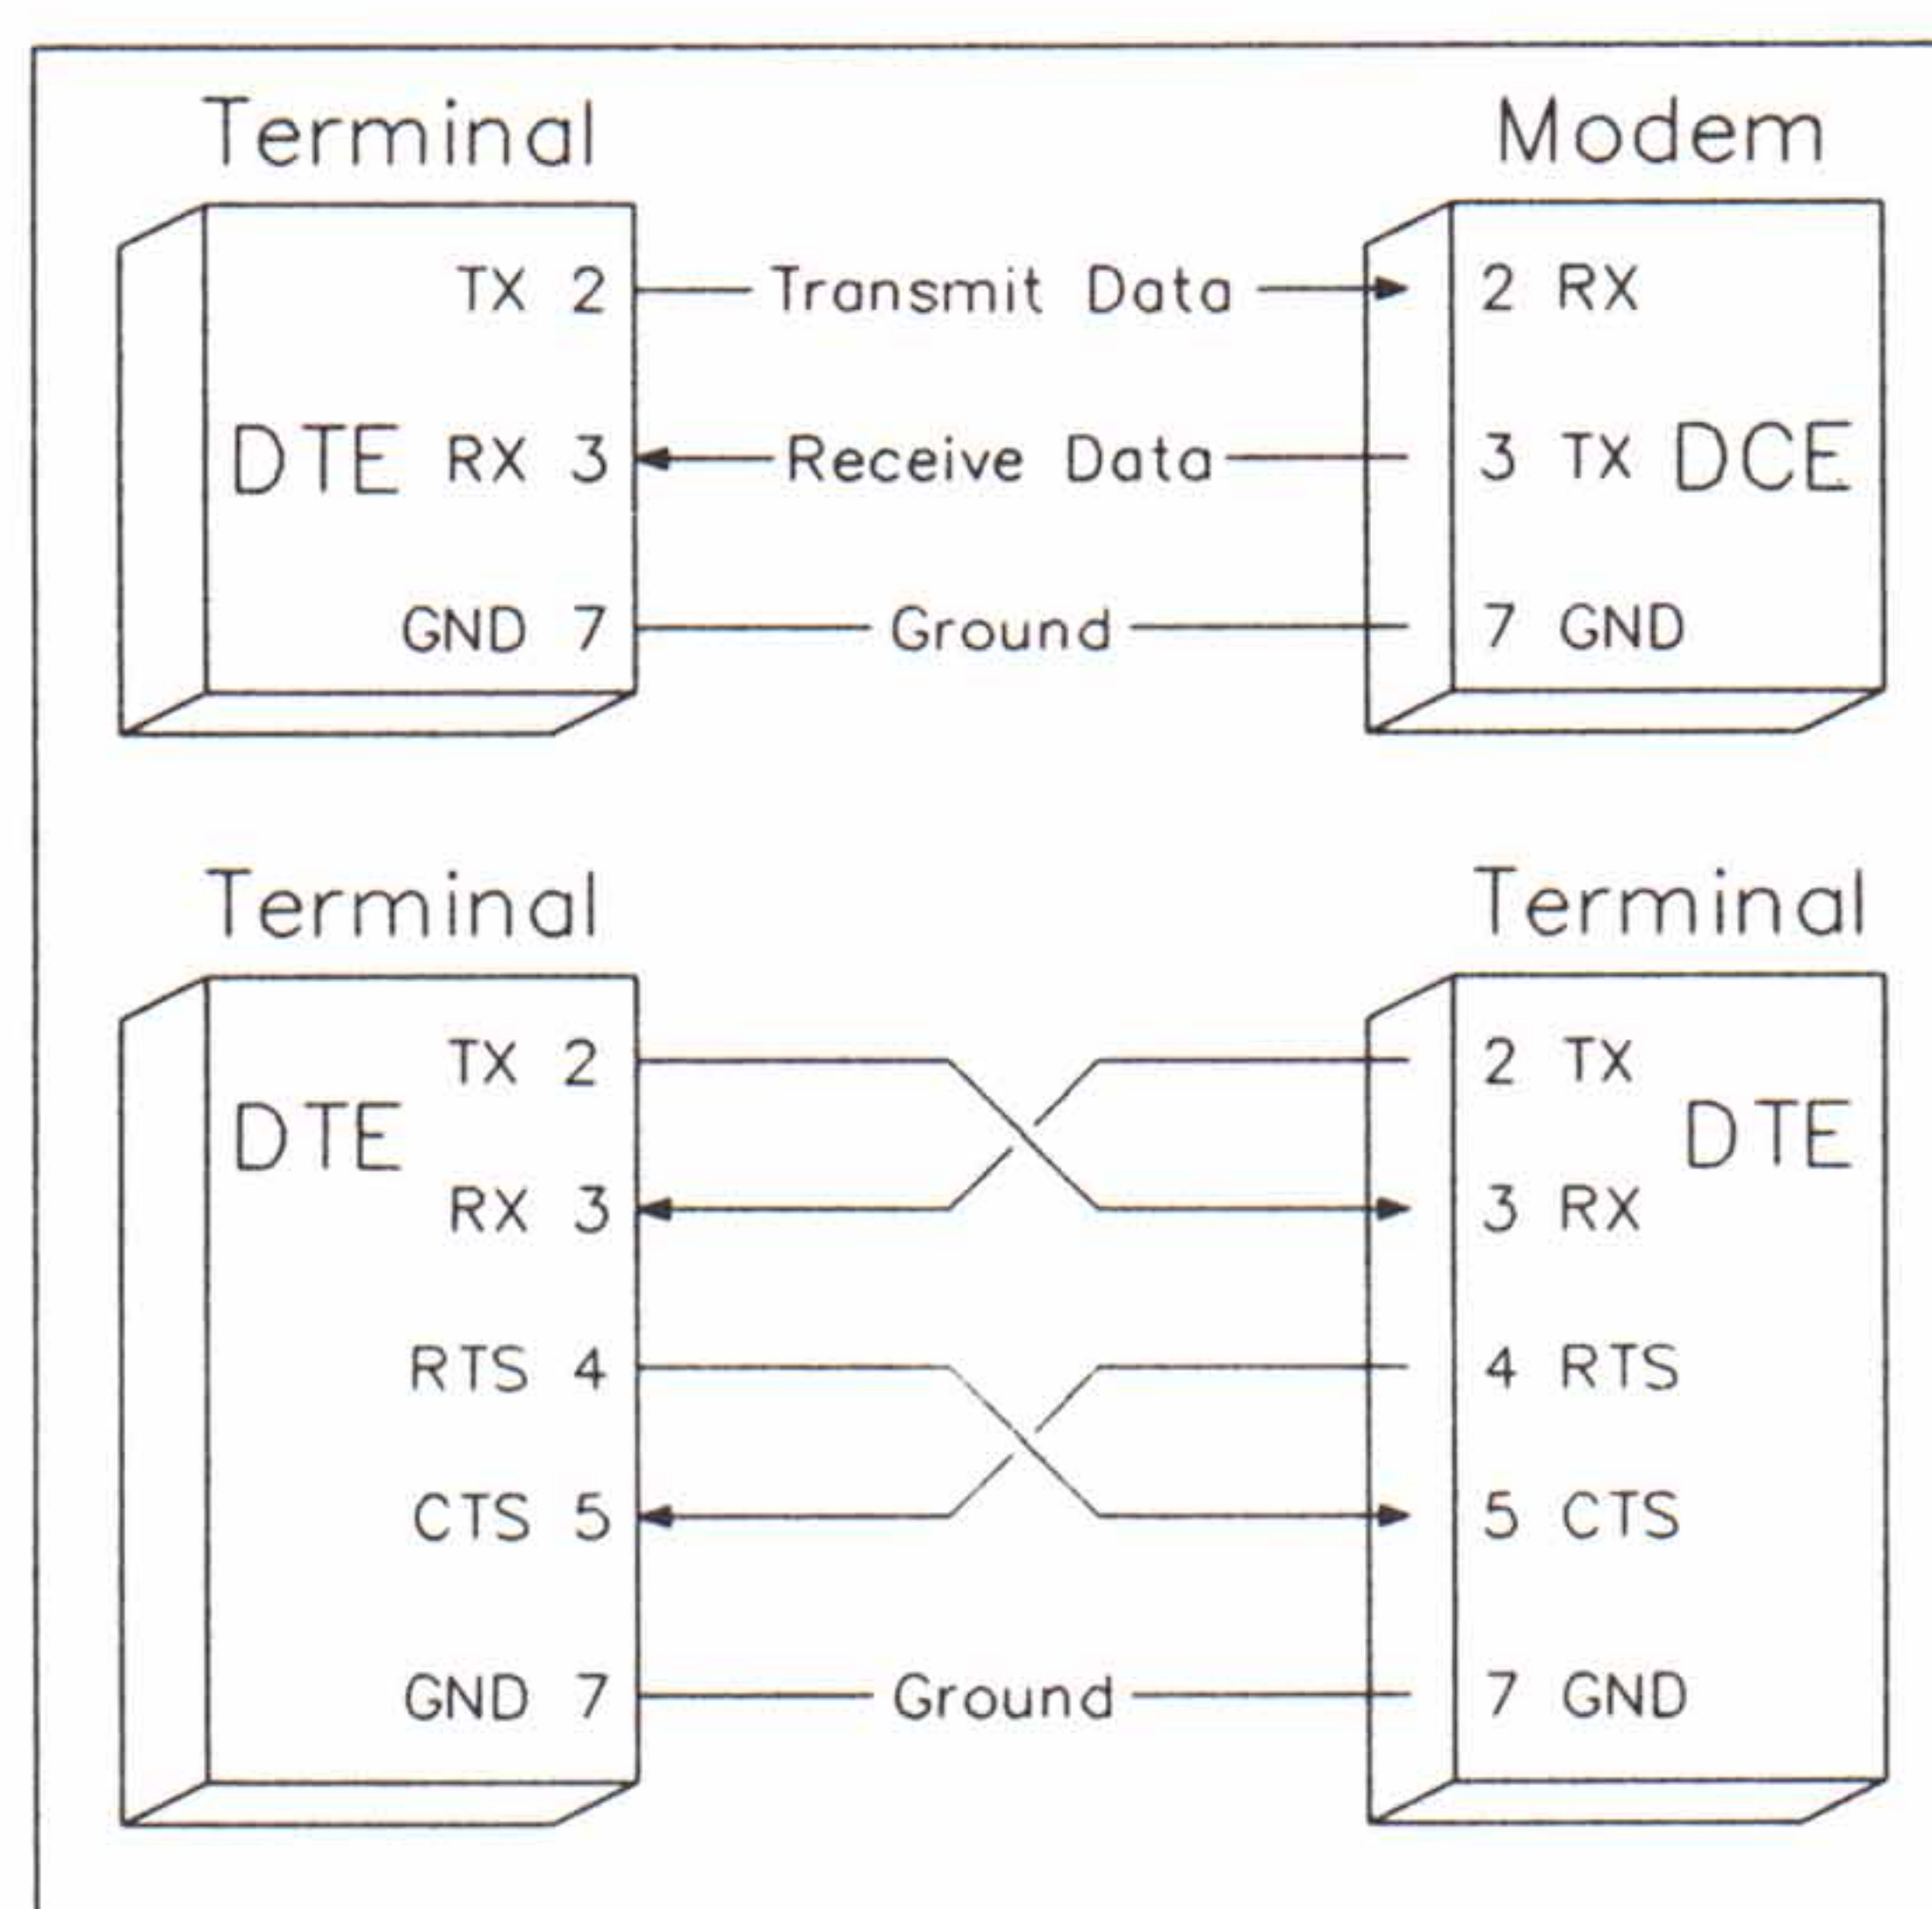 Terminal Modem
TX 2 Transmit Data 2 RX
DTE RX 3 Receive Data 3 TX DCE
GND 7 Ground 7 GND
Terminal Terminal
TX 2 2 TX
DTE DTE
RX 3 3 RX
RTS 4 4 RTS
CTS 5 5 CTS
GND 7 Ground 7 GND